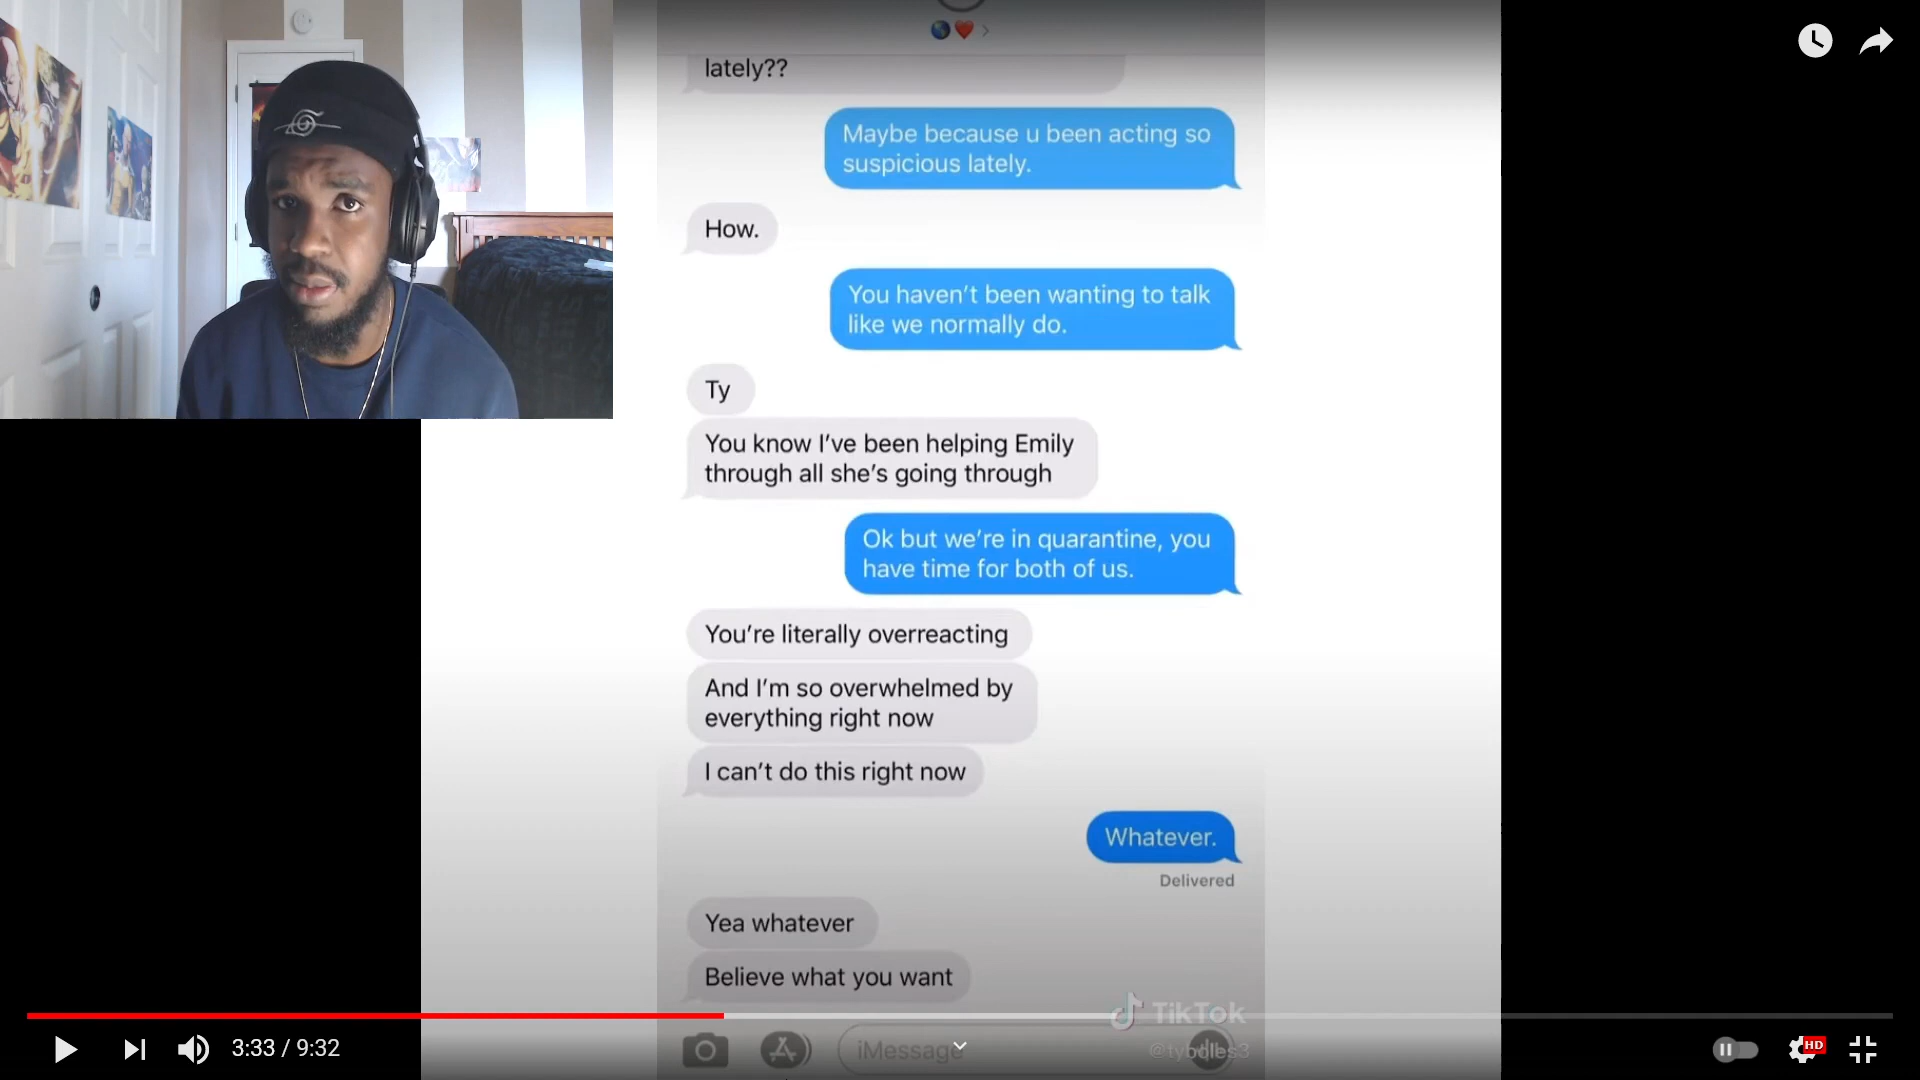 lately??
Maybe because u been acting so
suspicious lately.
How.
You haven't been wanting to talk
like we normally do.
Ty
You know I've been helping Emily
through all she's going through
Ok but we're in quarantine, you
have time for both of us.
You're literally overreacting
And I'm so overwhelmed by
everything right now
I can't do this right now
Whatever.
Delivered
Yea whatever
Believe what you want
TikTok
iMessage
3:33 / 9:32
HD